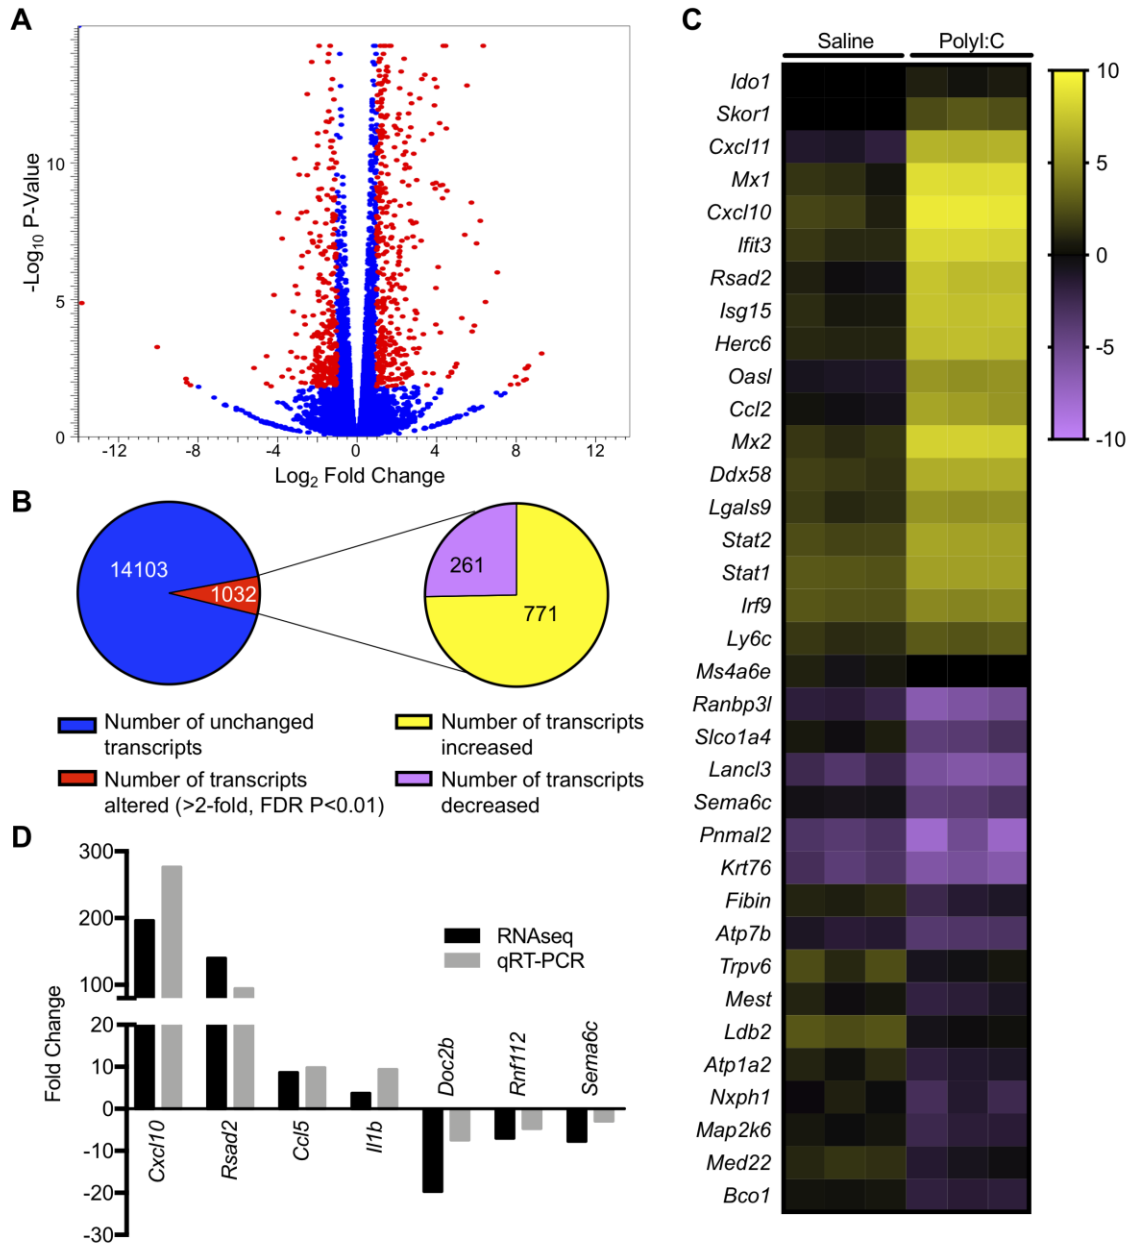 A
-Log10 P-Value
10
5
0
-12
-8
-4
0
4
8
12
Log2 Fold Change
B
14103
1032
261
771
Number of unchanged
transcripts
Number of transcripts
altered (>2-fold, FDR P<0.01)
Number of transcripts
increased
Number of transcripts
decreased
C
Saline
PolyI:C
Ido1
Skor1
Cxcl11
Mx1
Cxcl10
Ifit3
Rsad2
Isg15
Herc6
Oasl
Ccl2
Mx2
Ddx58
Lgals9
Stat2
Stat1
Irf9
Ly6c
Ms4a6e
Ranbp3l
Slco1a4
Lancl3
Sema6c
Pnmal2
Krt76
Fibin
Atp7b
Trpv6
Mest
Ldb2
Atp1a2
Nxph1
Map2k6
Med22
Bco1
10
5
0
-5
-10
D
Fold Change
300
200
100
20
10
0
-10
-20
-30
RNAseq
qRT-PCR
Cxcl10
Rsad2
Ccl5
Il1b
Doc2b
Rnf112
Sema6c